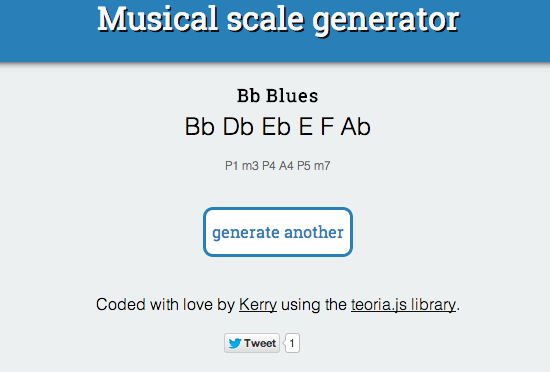 Musical scale generator
Bb Blues
Bb Db Eb E F Ab
P1 m3 P4 A4 P5 m7
generate another
Coded with love by Kerry using the teoria.js library.
Tweet 1